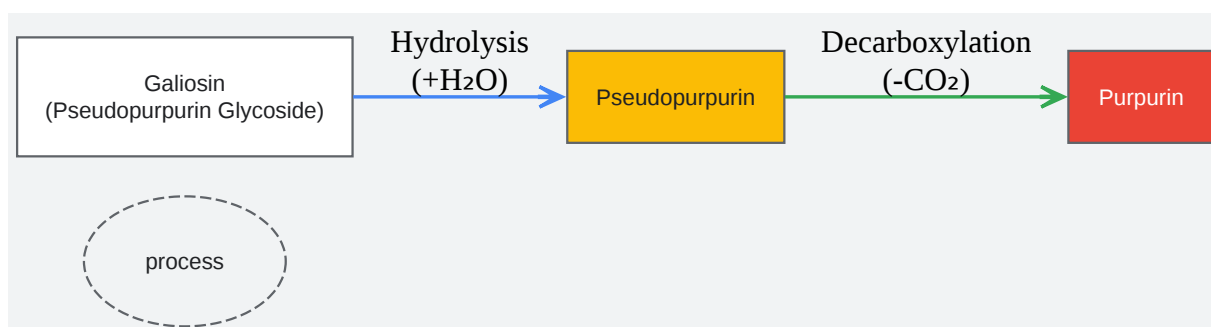 Galiosin
(Pseudopurpurin Glycoside)
Hydrolysis
(+H₂O)
Pseudopurpurin
Decarboxylation
(-CO₂)
Purpurin
process